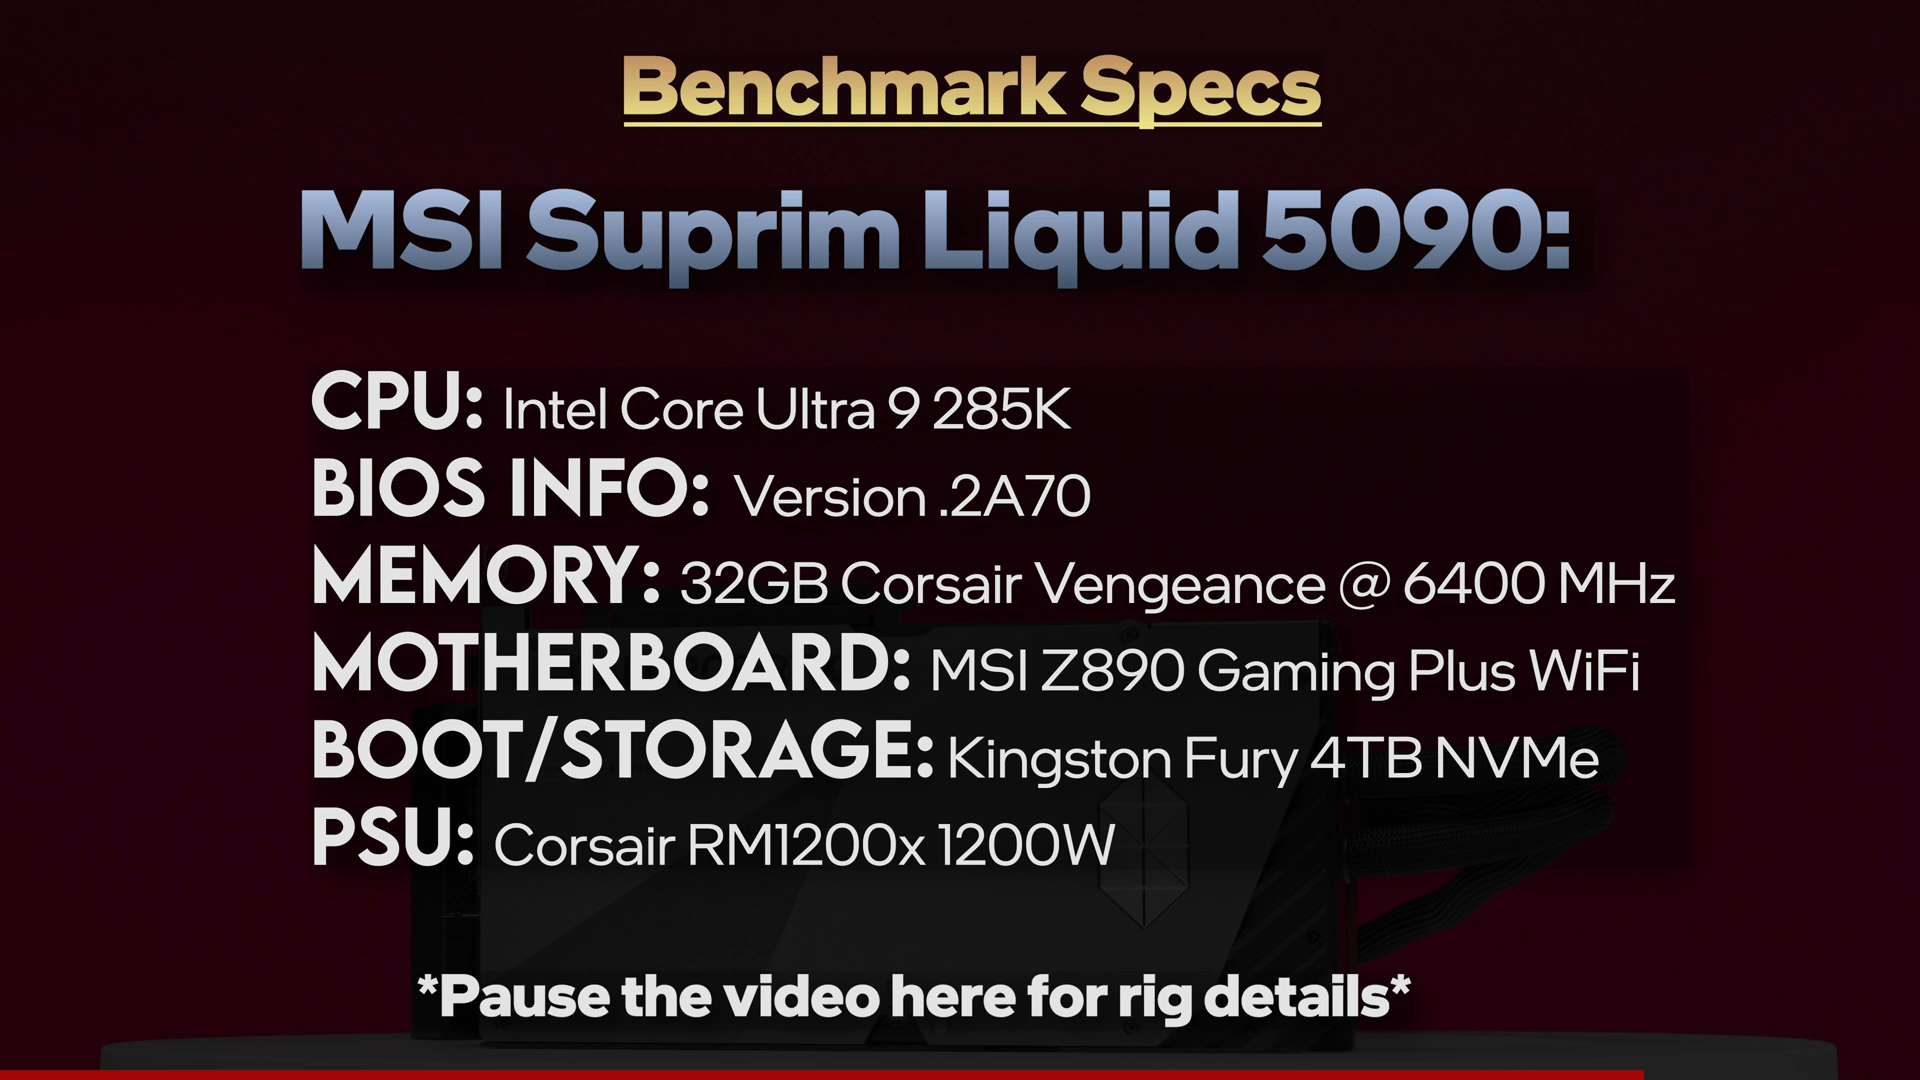 Benchmark Specs
MSI Suprim Liquid 5090:
CPU: Intel Core Ultra 9 285K
BIOS INFO: Version .2A70
MEMORY: 32GB Corsair Vengeance @ 6400 MHz
MOTHERBOARD: MSI Z890 Gaming Plus WiFi
BOOT/STORAGE: Kingston Fury 4TB NVMe
PSU: Corsair RM1200x 1200W
*Pause the video here for rig details*